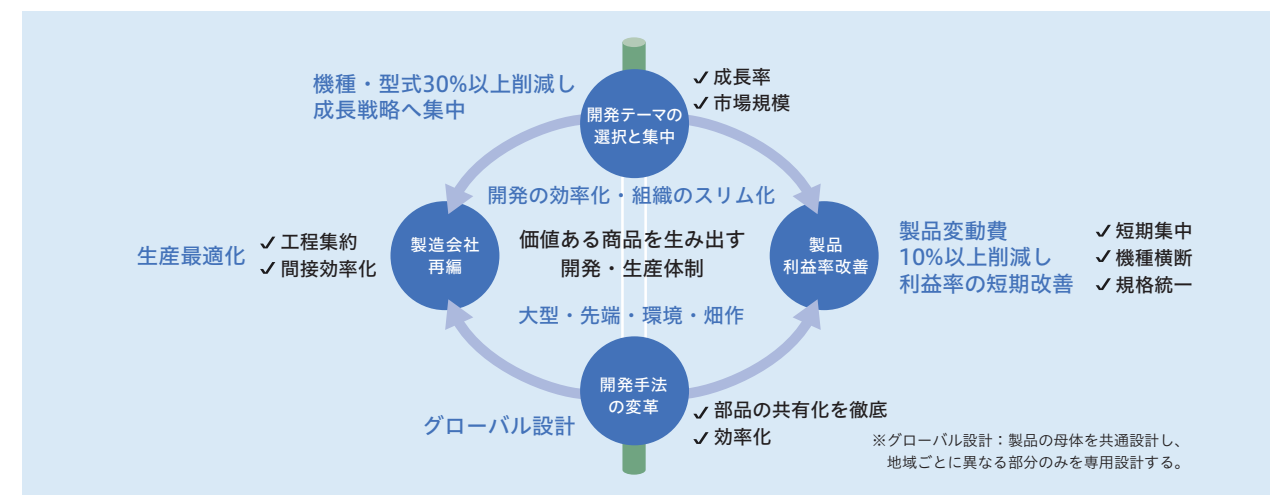 機種・型式30%以上削減し
成長戦略へ集中
開発テーマの
選択と集中
✓成長率
✓市場規模
開発の効率化・組織のスリム化
生産最適化
✓工程集約
✓間接効率化
製造会社
再編
価値ある商品を生み出す
開発・生産体制
製品
利益率改善
製品変動費
10%以上削減し
利益率の短期改善
✓短期集中
✓機種横断
✓規格統一
大型・先端・環境・畑作
開発手法
の変革
グローバル設計
✓部品の共有化を徹底
✓効率化
※グローバル設計：製品の母体を共通設計し、
地域ごとに異なる部分のみを専用設計する。